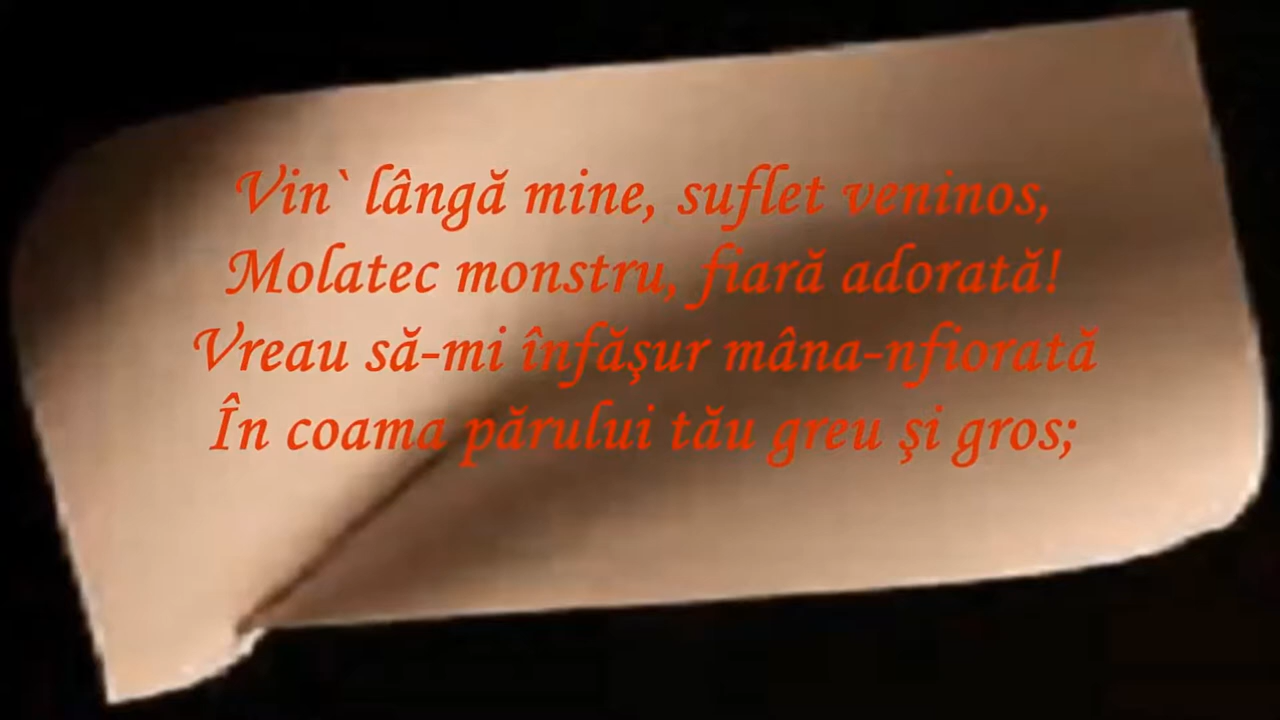 Vin` lângă mine, suflet veninos,
Molatec monstru, fiară adorată!
Vreau să-mi înfăşur mâna-nfiorată
În coama părului tău greu şi gros;